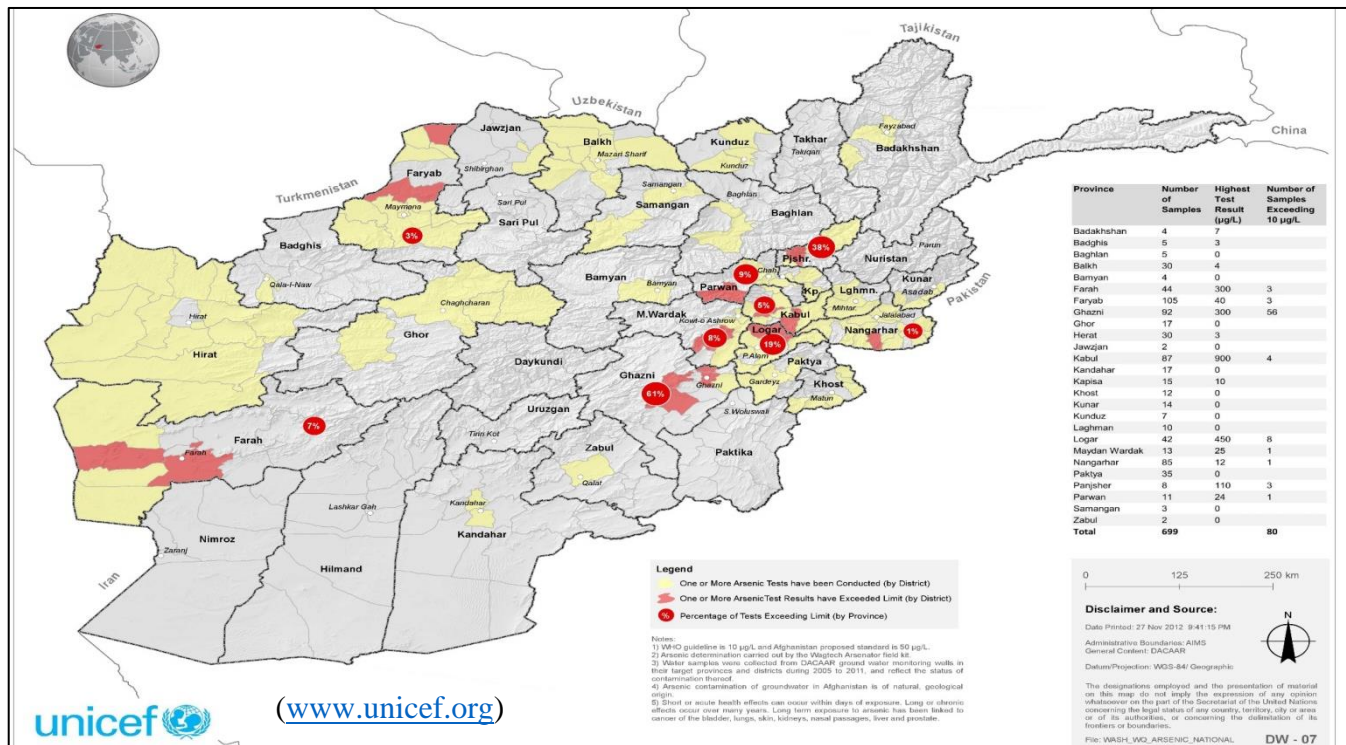 Tajikistan
Uzbekistan
China
Turkmenistan
Jawzjan
Balkh
Mazari Sharif
Kunduz
Kunduz
Takhar
Taluqan
Fayzabad
Badakhshan
Shibirghan
Faryab
Maymana
3%
Sari Pul
Sari Pul
Samangan
Samangan
Baghlan
Baghlan
Badghis
Qala-I-Naw
38%
Pjshr.
Parun
Nuristan
9%
Parwan
Bamyan
Bamyan
Kp.
Lghmn.
Kunar
Asadab
Pakistan
Mihtar
Jalalabad
Nangarhar
1%
5%
Kabul
M.Wardak
Kowt-o Ashrow
8%
Logar
19%
P.Alam
Paktya
Gardeyz
Khost
Matun
Chaghcharan
Ghor
Hirat
Hirat
Daykundi
Ghazni
Ghazni
61%
Uruzgan
Tirin Kot
S.Woluswali
Paktika
7%
Farah
Farah
Zabul
Qalat
Lashkar Gah
Kandahar
Kandahar
Nimroz
Zaranj
Hilmand
Iran
Province Number of Samples Highest Test Result (µg/L) Number of Samples Exceeding 10 µg/L
Badakhshan 4 7
Badghis 5 3
Baghlan 5 0
Balkh 30 4
Bamyan 4 0
Farah 44 300 3
Faryab 105 40 3
Ghazni 92 300 56
Ghor 17 0
Herat 30 3
Jawzjan 2 0
Kabul 87 900 4
Kandahar 17 0
Kapisa 15 10
Khost 12 0
Kunar 14 0
Kunduz 7 0
Laghman 10 0
Logar 42 450 8
Maydan Wardak 13 25 1
Nangarhar 85 12 1
Paktya 35 0
Panjsher 8 110 3
Parwan 11 24 1
Samangan 3 0
Zabul 2 0
Total 699 80
Legend
One or More Arsenic Tests have been Conducted (by District)
One or More ArsenicTest Results have Exceeded Limit (by District)
% Percentage of Tests Exceeding Limit (by Province)
Notes:
1) WHO guideline is 10 µg/L and Afghanistan proposed standard is 50 µg/L.
2) Arsenic determination carried out by the Wagtech Arsenator field kit.
3) Water samples were collected from DACAAR ground water monitoring wells in
their target provinces and districts during 2005 to 2011, and reflect the status of
contamination thereof.
4) Arsenic contamination of groundwater in Afghanistan is of natural, geological
origin.
5) Short or acute health effects can occur within days of exposure. Long or chronic
effects occur over many years. Long term exposure to arsenic has been linked to
cancer of the bladder, lungs, skin, kidneys, nasal passages, liver and prostate.
0 125 250 km
Disclaimer and Source:
Date Printed: 27 Nov 2012 9:41:15 PM
Administrative Boundaries: AIMS
General Content: DACAAR
Datum/Projection: WGS-84/ Geographic
N
The designations employed and the presentation of material
on this map do not imply the expression of any opinion
whatsoever on the part of the Secretariat of the United Nations
concerning the legal status of any country, territory, city or area
or of its authorities, or concerning the delimitation of its
frontiers or boundaries.
File: WASH_WQ_ARSENIC_NATIONAL DW - 07
unicef
(www.unicef.org)